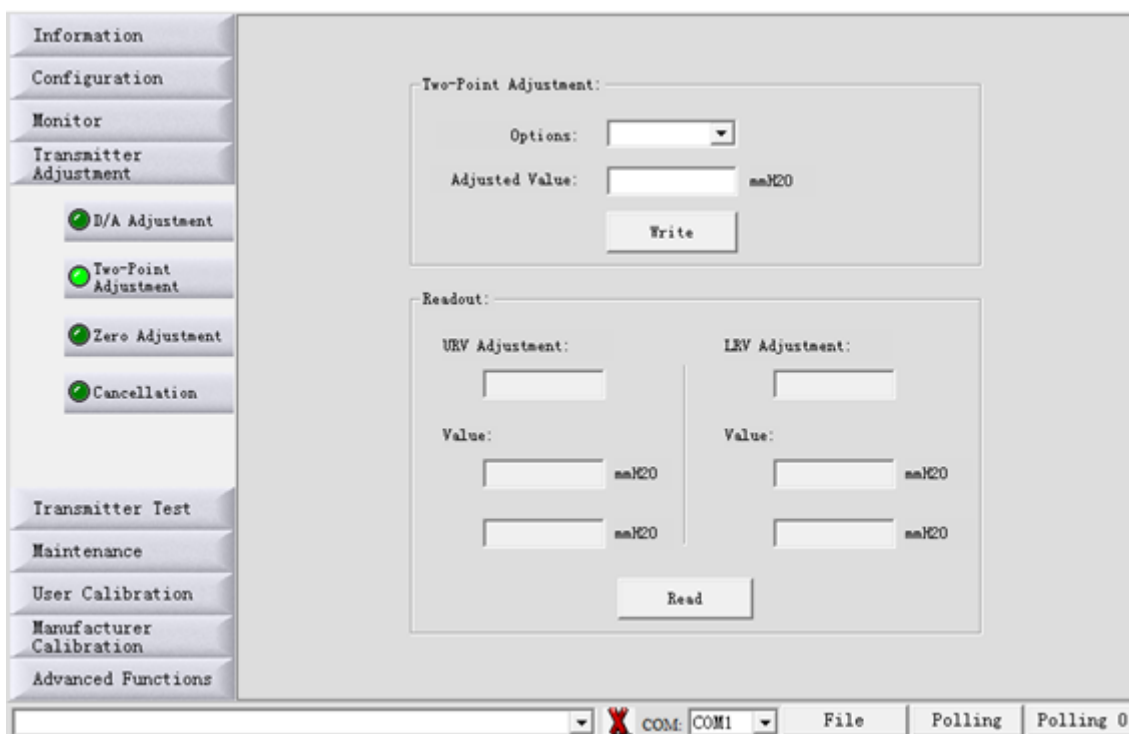 Information
Configuration
Monitor
Transmitter
Adjustment
D/A Adjustment
Two-Point
Adjustment
Zero Adjustment
Cancellation
Transmitter Test
Maintenance
User Calibration
Manufacturer
Calibration
Advanced Functions
Two-Point Adjustment:
Options:
Adjusted Value: mmH2O
Write
Readout:
URV Adjustment: LRV Adjustment:
Value: Value:
mmH2O mmH2O
mmH2O mmH2O
Read
COM: COM1 File Polling Polling 0